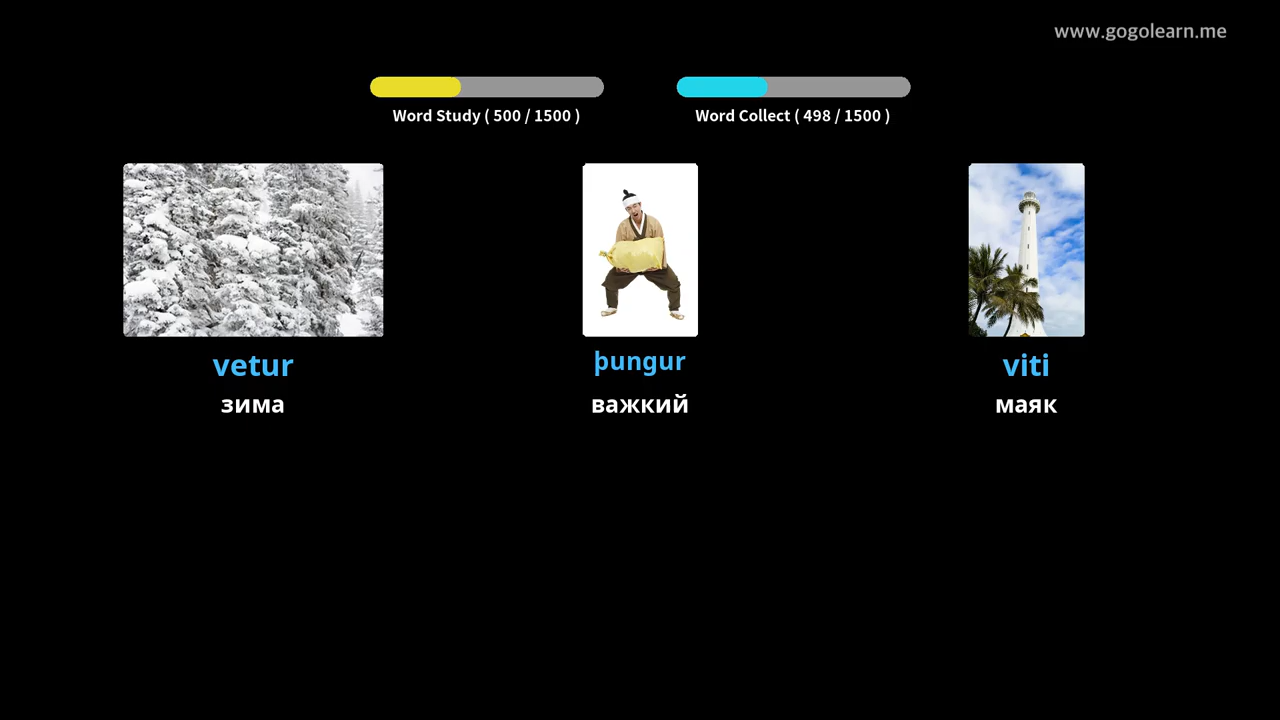 www.gogolearn.me
Word Study ( 500 / 1500 )
Word Collect ( 498 / 1500 )
vetur
þungur
viti
зима
важкий
маяк